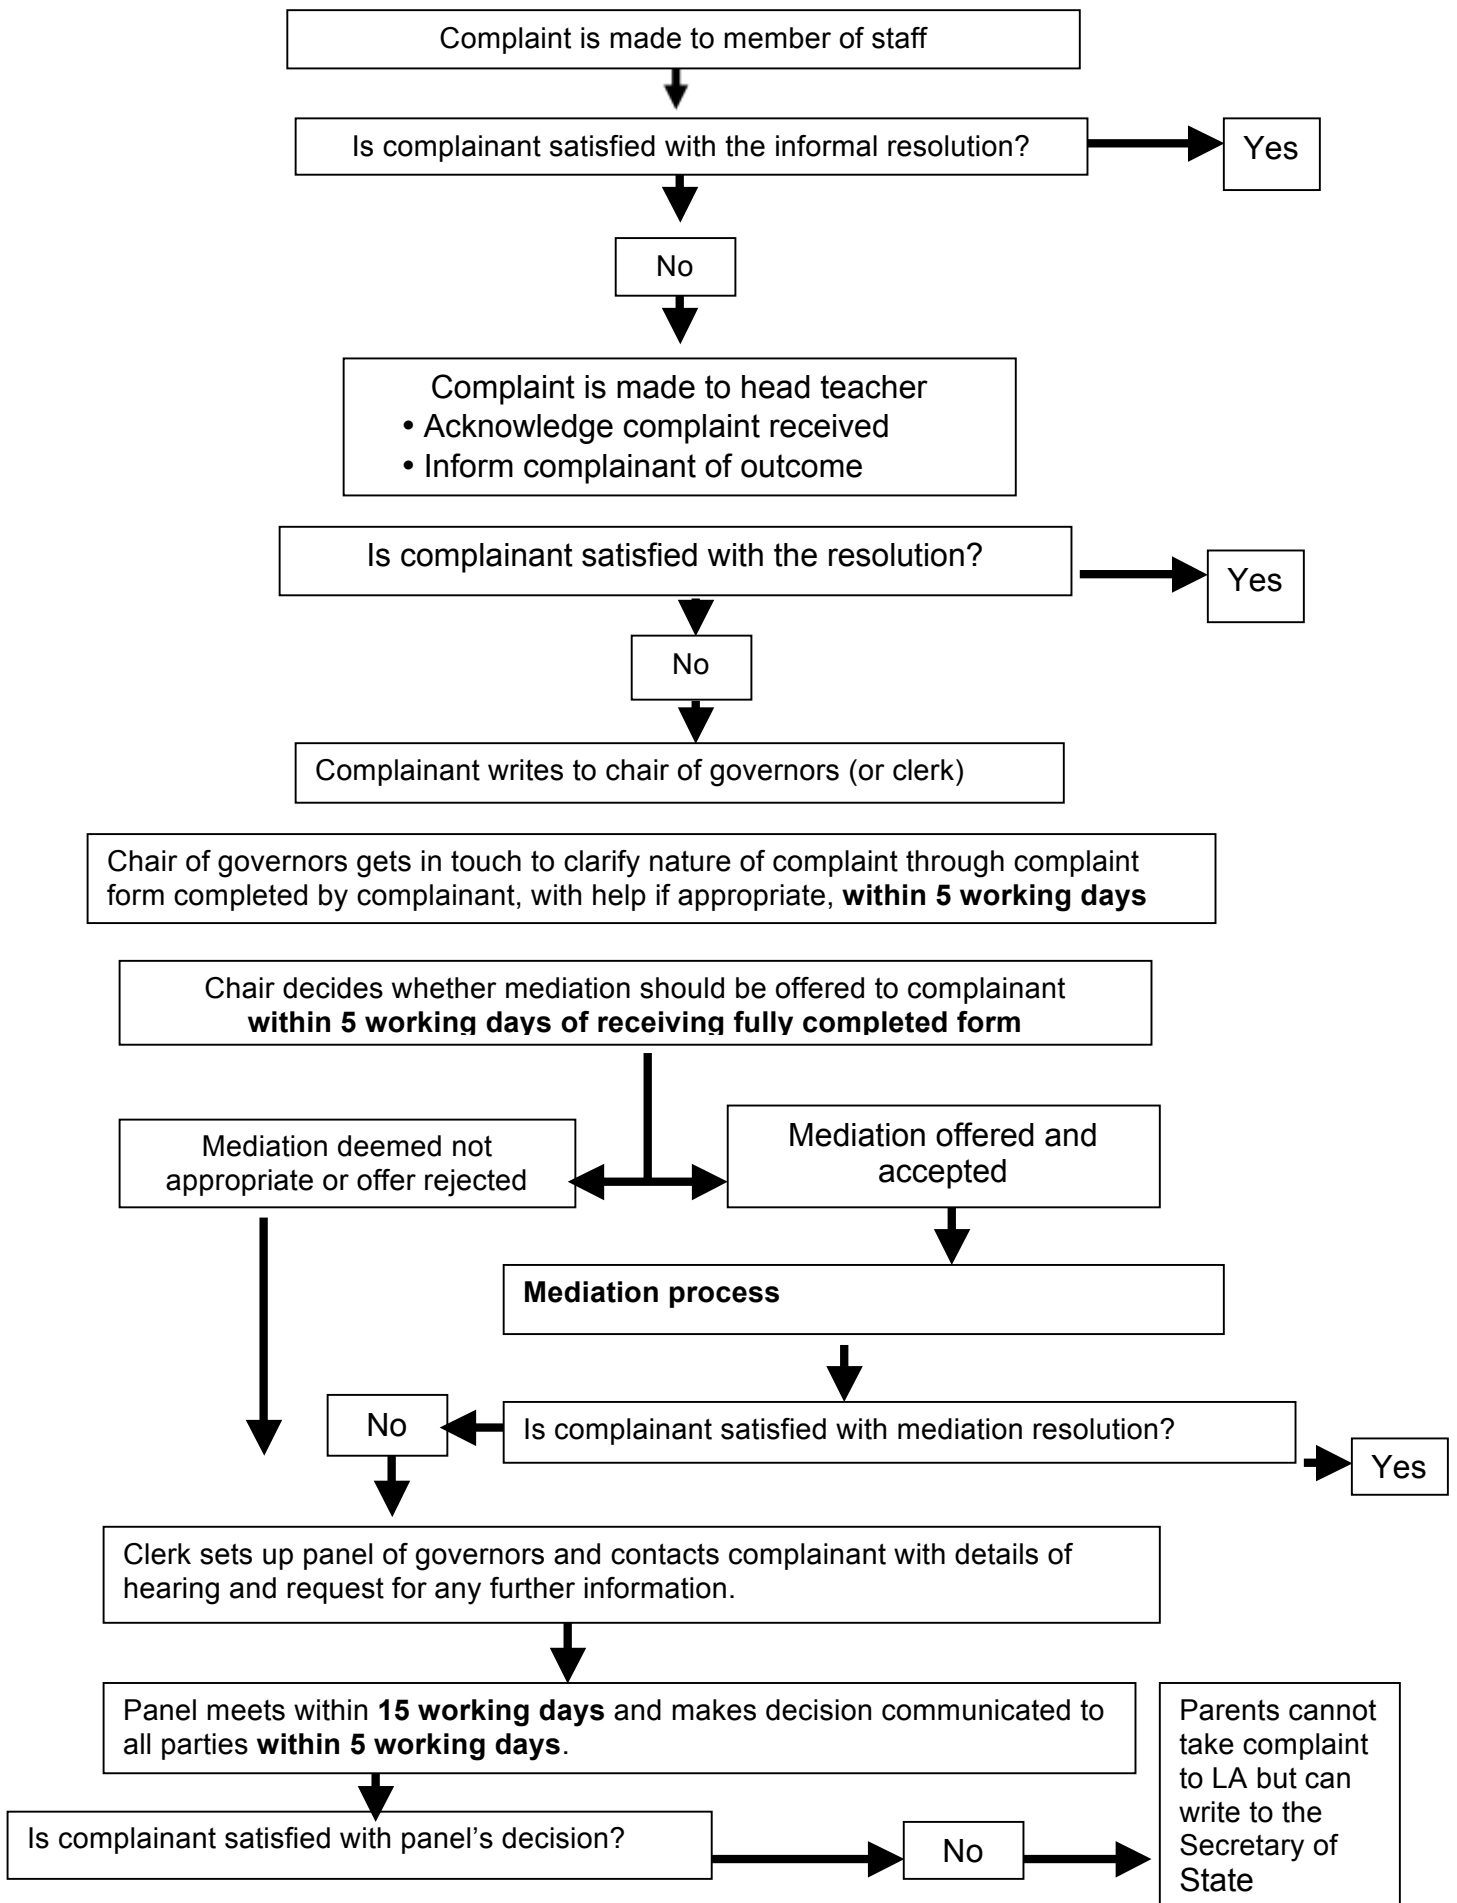 Complaint is made to member of staff
Is complainant satisfied with the informal resolution?
Yes
No
Complaint is made to head teacher
• Acknowledge complaint received
• Inform complainant of outcome
Is complainant satisfied with the resolution?
Yes
No
Complainant writes to chair of governors (or clerk)
Chair of governors gets in touch to clarify nature of complaint through complaint
form completed by complainant, with help if appropriate, within 5 working days
Chair decides whether mediation should be offered to complainant
within 5 working days of receiving fully completed form
Mediation deemed not
appropriate or offer rejected
Mediation offered and
accepted
Mediation process
No
Is complainant satisfied with mediation resolution?
Yes
Clerk sets up panel of governors and contacts complainant with details of
hearing and request for any further information.
Panel meets within 15 working days and makes decision communicated to
all parties within 5 working days.
Is complainant satisfied with panel’s decision?
No
Parents cannot
take complaint
to LA but can
write to the
Secretary of
State